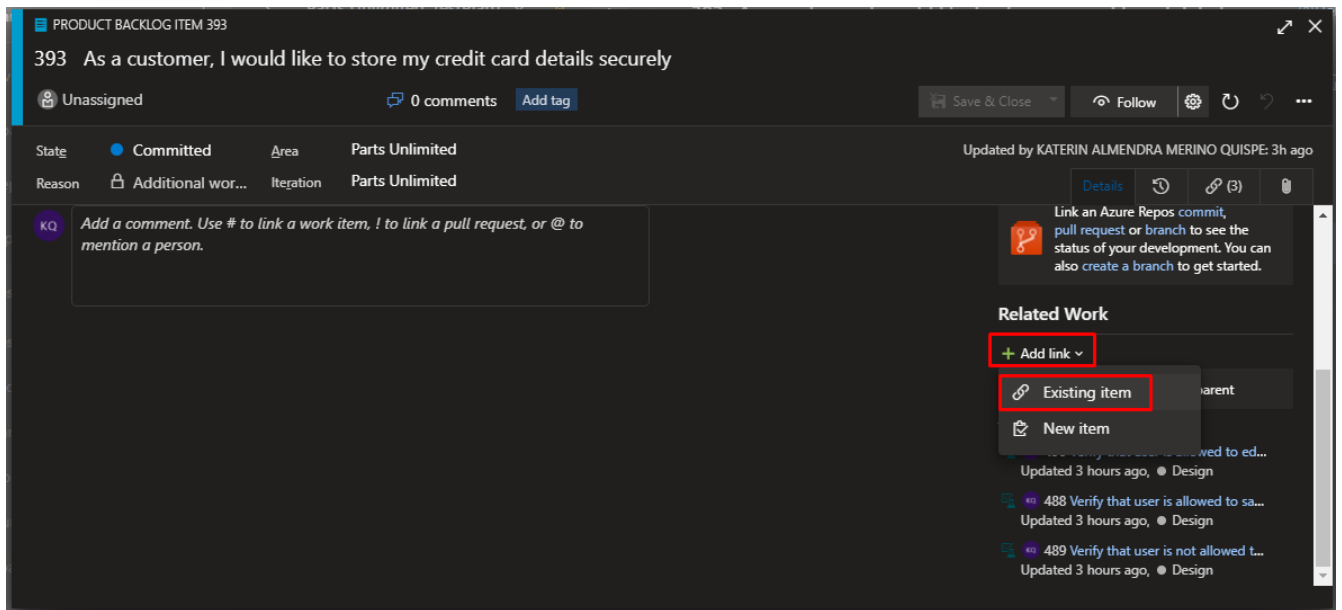 PRODUCT BACKLOG ITEM 393
393 As a customer, I would like to store my credit card details securely
Unassigned
0 comments
Add tag
Save & Close
Follow
State
Committed
Area
Parts Unlimited
Updated by KATERIN ALMENDRA MERINO QUISPE: 3h ago
Reason
Additional wor...
Iteration
Parts Unlimited
Details
(3)
KQ
Add a comment. Use # to link a work item, ! to link a pull request, or @ to
mention a person.
Link an Azure Repos commit,
pull request or branch to see the
status of your development. You can
also create a branch to get started.
Related Work
+ Add link
Existing item
arent
New item
wed to ed...
Updated 3 hours ago, ● Design
KQ 488 Verify that user is allowed to sa...
Updated 3 hours ago, ● Design
KQ 489 Verify that user is not allowed t...
Updated 3 hours ago, ● Design